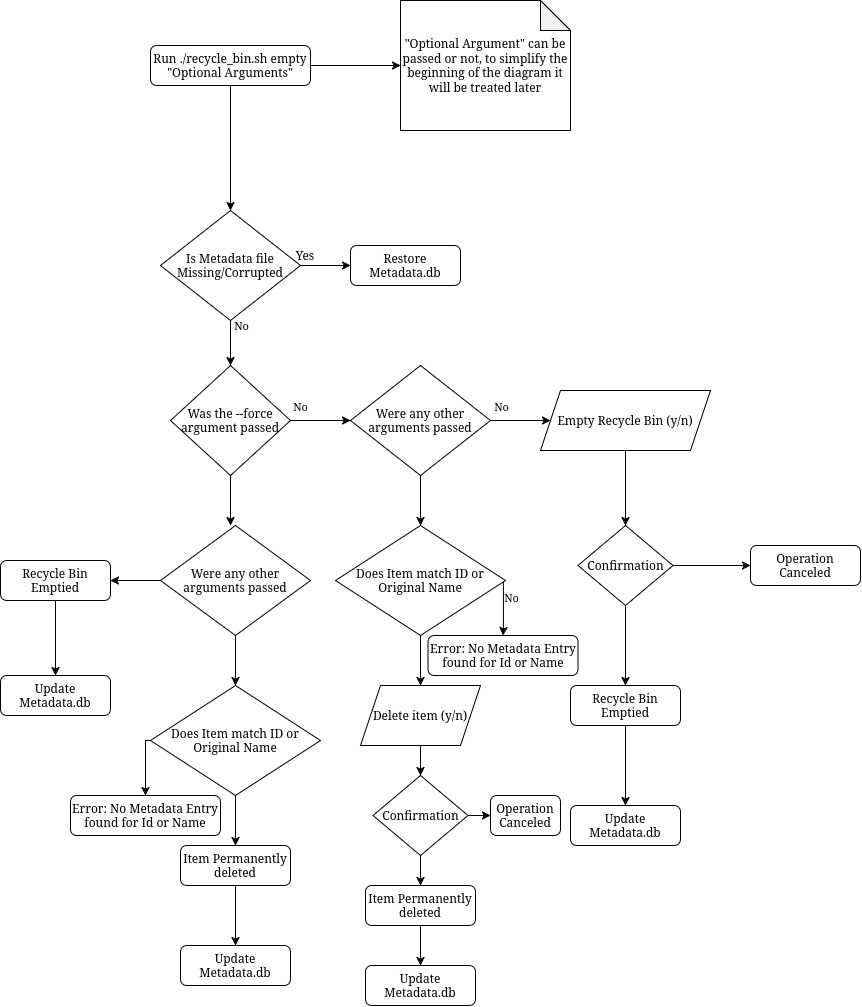 Run ./recycle_bin.sh empty
"Optional Arguments"
"Optional Argument" can be
passed or not, to simplify the
beginning of the diagram it
will be treated later
Is Metadata file
Missing/Corrupted
Yes
Restore
Metadata.db
No
Was the --force
argument passed
No
Were any other
arguments passed
No
Empty Recycle Bin (y/n)
Recycle Bin
Emptied
Were any other
arguments passed
Does Item match ID or
Original Name
No
Confirmation
Operation
Canceled
Error: No Metadata Entry
found for Id or Name
Update
Metadata.db
Does Item match ID or
Original Name
Delete item (y/n)
Recycle Bin
Emptied
Error: No Metadata Entry
found for Id or Name
Confirmation
Operation
Canceled
Update
Metadata.db
Item Permanently
deleted
Item Permanently
deleted
Update
Metadata.db
Update
Metadata.db